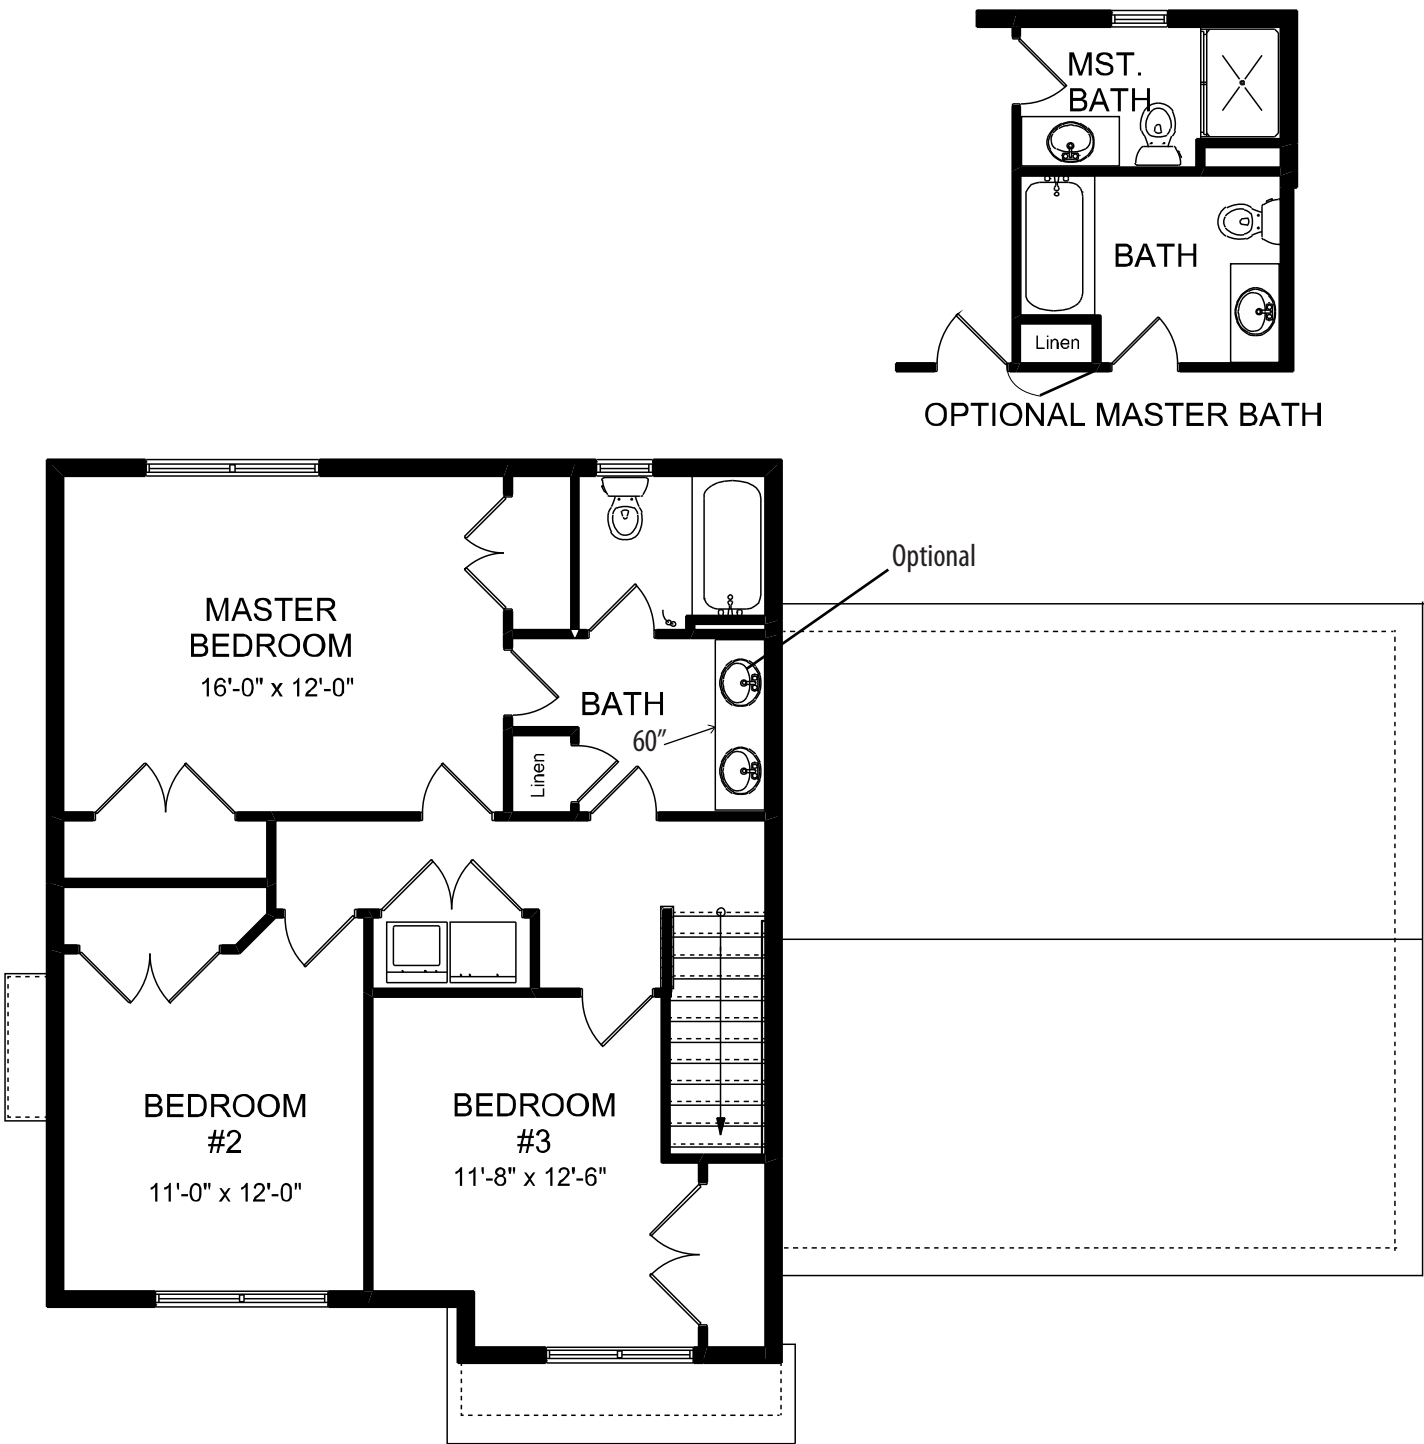 MST.
BATH
BATH
Linen
OPTIONAL MASTER BATH
Optional
MASTER
BEDROOM
16'-0" x 12'-0"
BATH
60”
Linen
BEDROOM
#2
11'-0" x 12'-0"
BEDROOM
#3
11'-8" x 12'-6"